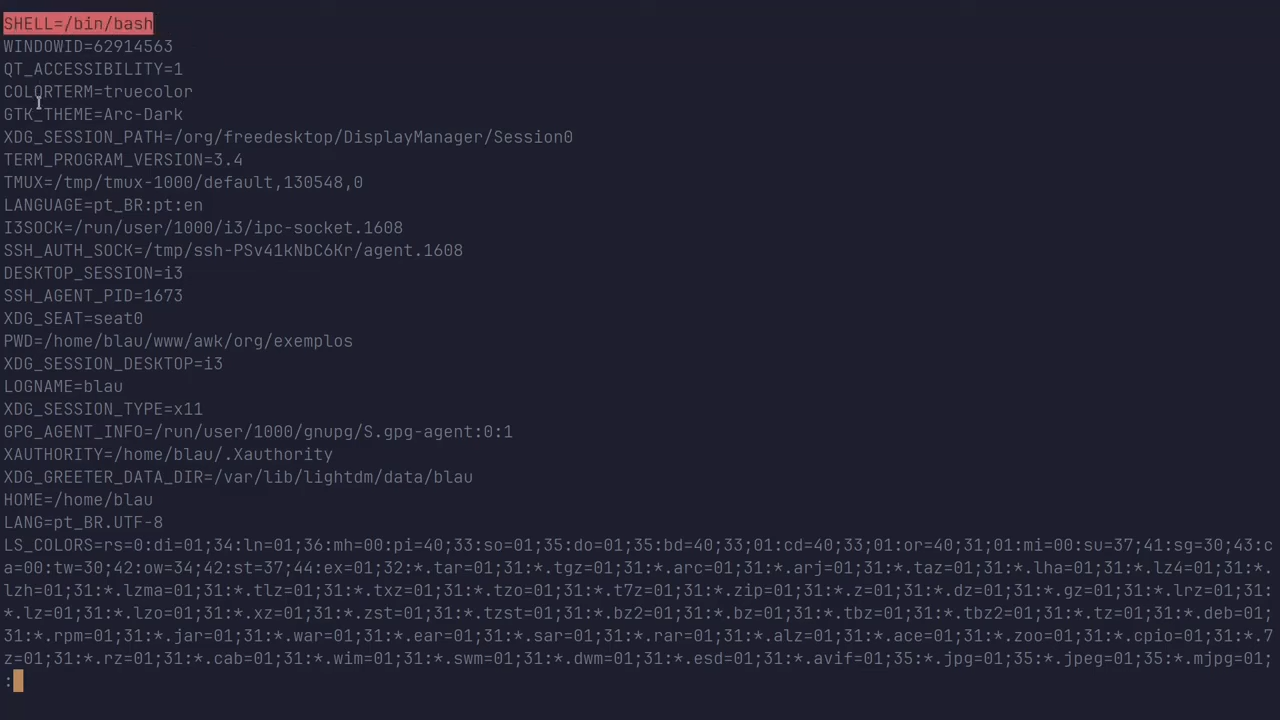 SHELL=/bin/bash
WINDOWID=62914563
QT_ACCESSIBILITY=1
COLORTERM=truecolor
GTK_THEME=Arc-Dark
XDG_SESSION_PATH=/org/freedesktop/DisplayManager/Session0
TERM_PROGRAM_VERSION=3.4
TMUX=/tmp/tmux-1000/default,130548,0
LANGUAGE=pt_BR:pt:en
I3SOCK=/run/user/1000/i3/ipc-socket.1608
SSH_AUTH_SOCK=/tmp/ssh-PSv41kNbC6Kr/agent.1608
DESKTOP_SESSION=i3
SSH_AGENT_PID=1673
XDG_SEAT=seat0
PWD=/home/blau/www/awk/org/exemplos
XDG_SESSION_DESKTOP=i3
LOGNAME=blau
XDG_SESSION_TYPE=x11
GPG_AGENT_INFO=/run/user/1000/gnupg/S.gpg-agent:0:1
XAUTHORITY=/home/blau/.Xauthority
XDG_GREETER_DATA_DIR=/var/lib/lightdm/data/blau
HOME=/home/blau
LANG=pt_BR.UTF-8
LS_COLORS=rs=0:di=01;34:ln=01;36:mh=00:pi=40;33:so=01;35:do=01;35:bd=40;33;01:cd=40;33;01:or=40;31;01:mi=00:su=37;41:sg=30;43:c
a=00:tw=30;42:ow=34;42:st=37;44:ex=01;32:*.tar=01;31:*.tgz=01;31:*.arc=01;31:*.arj=01;31:*.taz=01;31:*.lha=01;31:*.lz4=01;31:*.
lzh=01;31:*.lzma=01;31:*.tlz=01;31:*.txz=01;31:*.tzo=01;31:*.t7z=01;31:*.zip=01;31:*.z=01;31:*.dz=01;31:*.gz=01;31:*.lrz=01;31:
*.lz=01;31:*.lzo=01;31:*.xz=01;31:*.zst=01;31:*.tzst=01;31:*.bz2=01;31:*.bz=01;31:*.tbz=01;31:*.tbz2=01;31:*.tz=01;31:*.deb=01;
31:*.rpm=01;31:*.jar=01;31:*.war=01;31:*.ear=01;31:*.sar=01;31:*.rar=01;31:*.alz=01;31:*.ace=01;31:*.zoo=01;31:*.cpio=01;31:*.7
z=01;31:*.rz=01;31:*.cab=01;31:*.wim=01;31:*.swm=01;31:*.dwm=01;31:*.esd=01;31:*.avif=01;35:*.jpg=01;35:*.jpeg=01;35:*.mjpg=01;
: